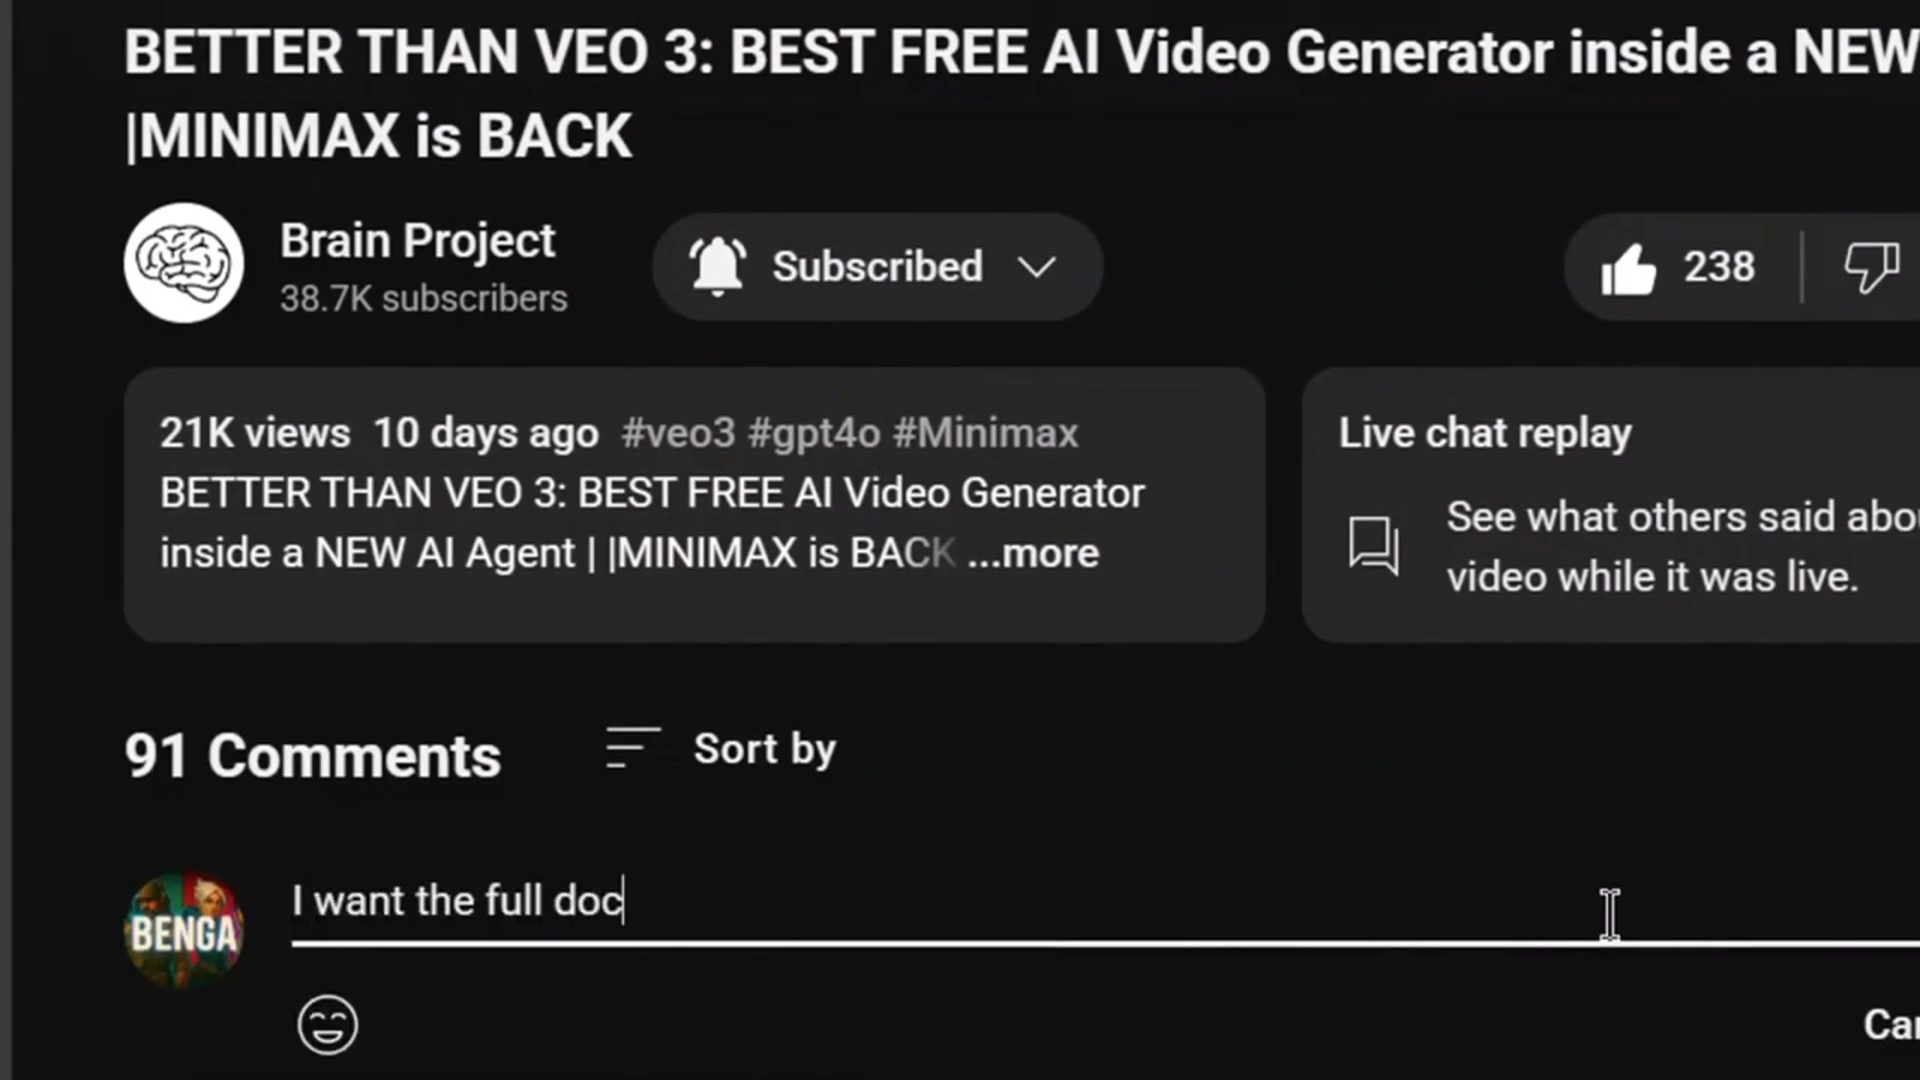 BETTER THAN VEO 3: BEST FREE AI Video Generator inside a NEW
|MINIMAX is BACK
Brain Project
38.7K subscribers
Subscribed
238
21K views 10 days ago #veo3 #gpt4o #Minimax
BETTER THAN VEO 3: BEST FREE AI Video Generator
inside a NEW AI Agent | |MINIMAX is BACK ...more
Live chat replay
See what others said abou
video while it was live.
91 Comments
Sort by
BENGA
I want the full doc
Can